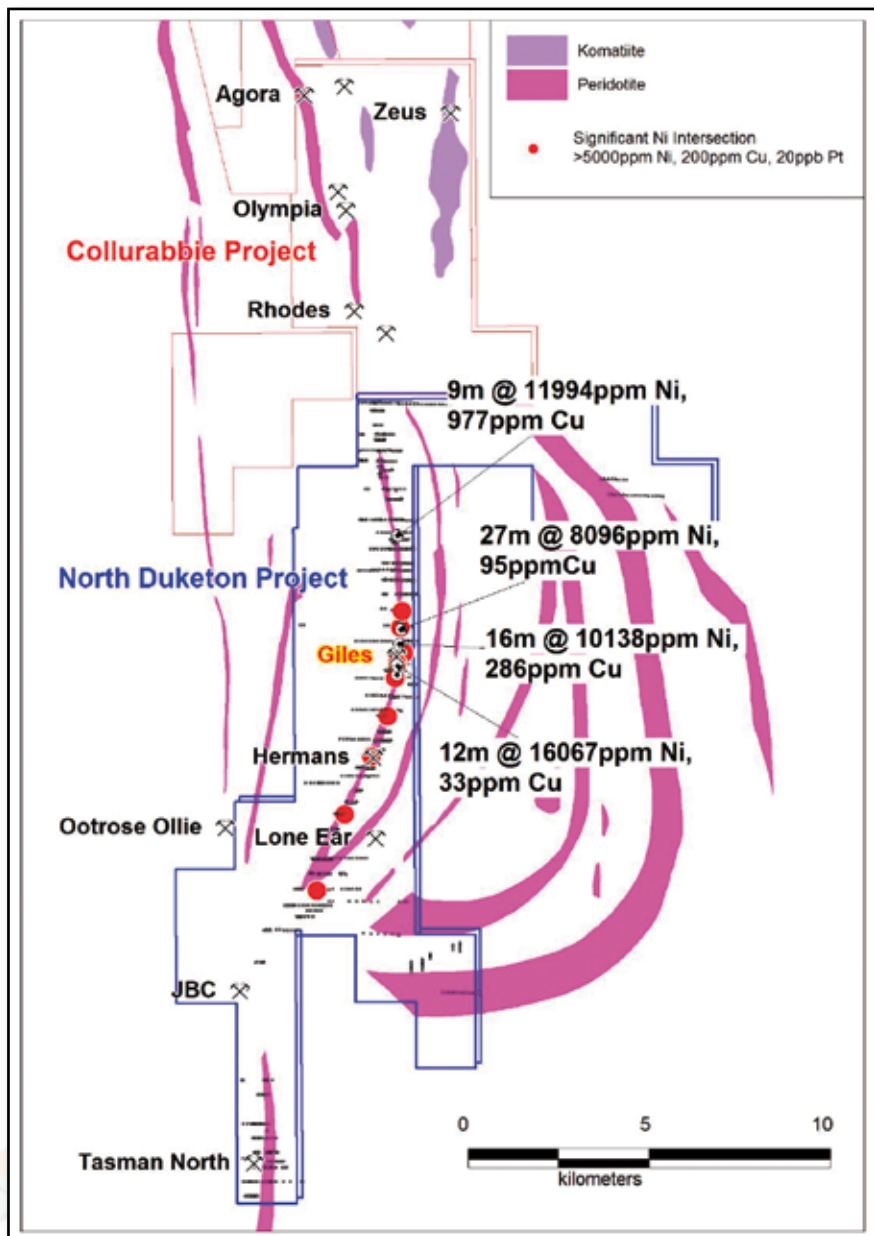 Komatiite
Peridotite
Significant Ni Intersection
>5000ppm Ni, 200ppm Cu, 20ppb Pt
Agora
Zeus
Olympia
Collurabbie Project
Rhodes
9m @ 11994ppm Ni,
977ppm Cu
27m @ 8096ppm Ni,
95ppmCu
North Duketon Project
16m @ 10138ppm Ni,
286ppm Cu
Giles
12m @ 16067ppm Ni,
33ppm Cu
Hermans
Ootrose Ollie
Lone Ear
JBC
Tasman North
0 5 10
kilometers